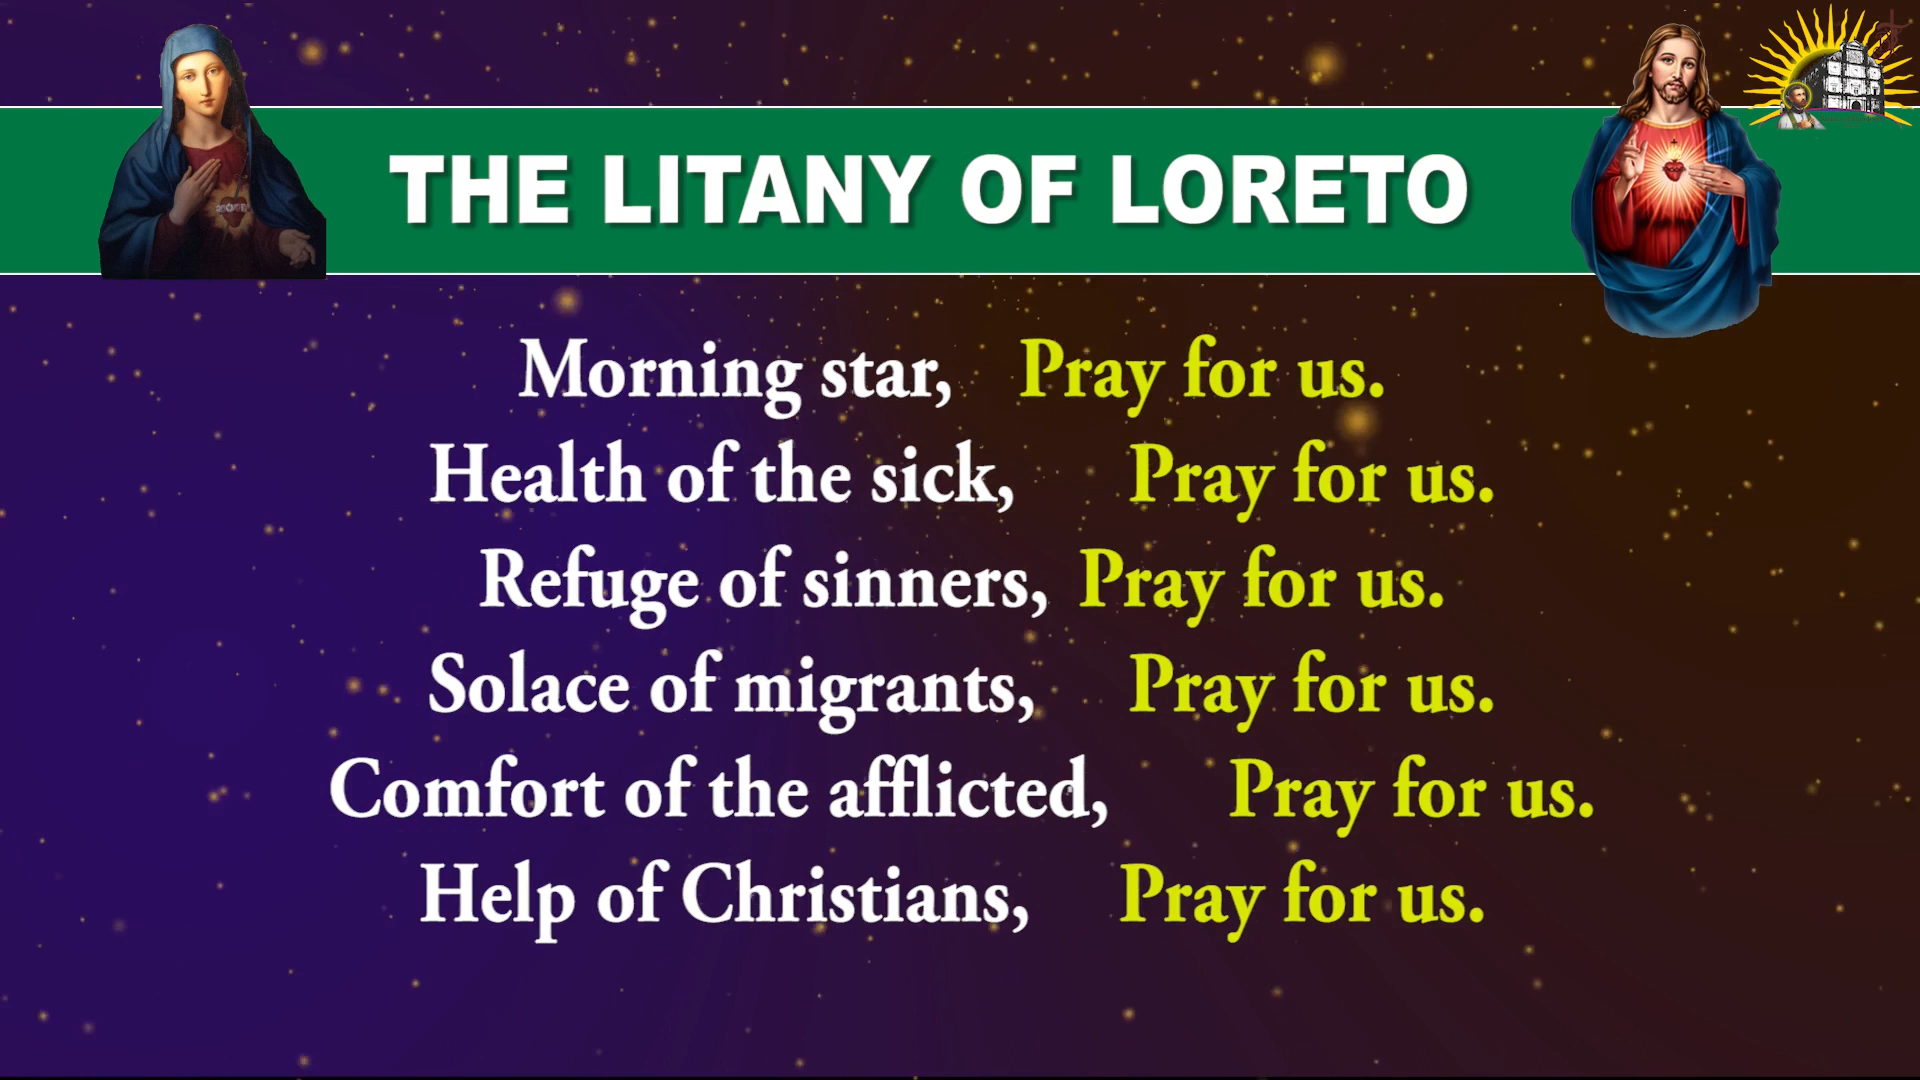 THE LITANY OF LORETO
Morning star, Pray for us.
Health of the sick, Pray for us.
Refuge of sinners, Pray for us.
Solace of migrants, Pray for us.
Comfort of the afflicted, Pray for us.
Help of Christians, Pray for us.